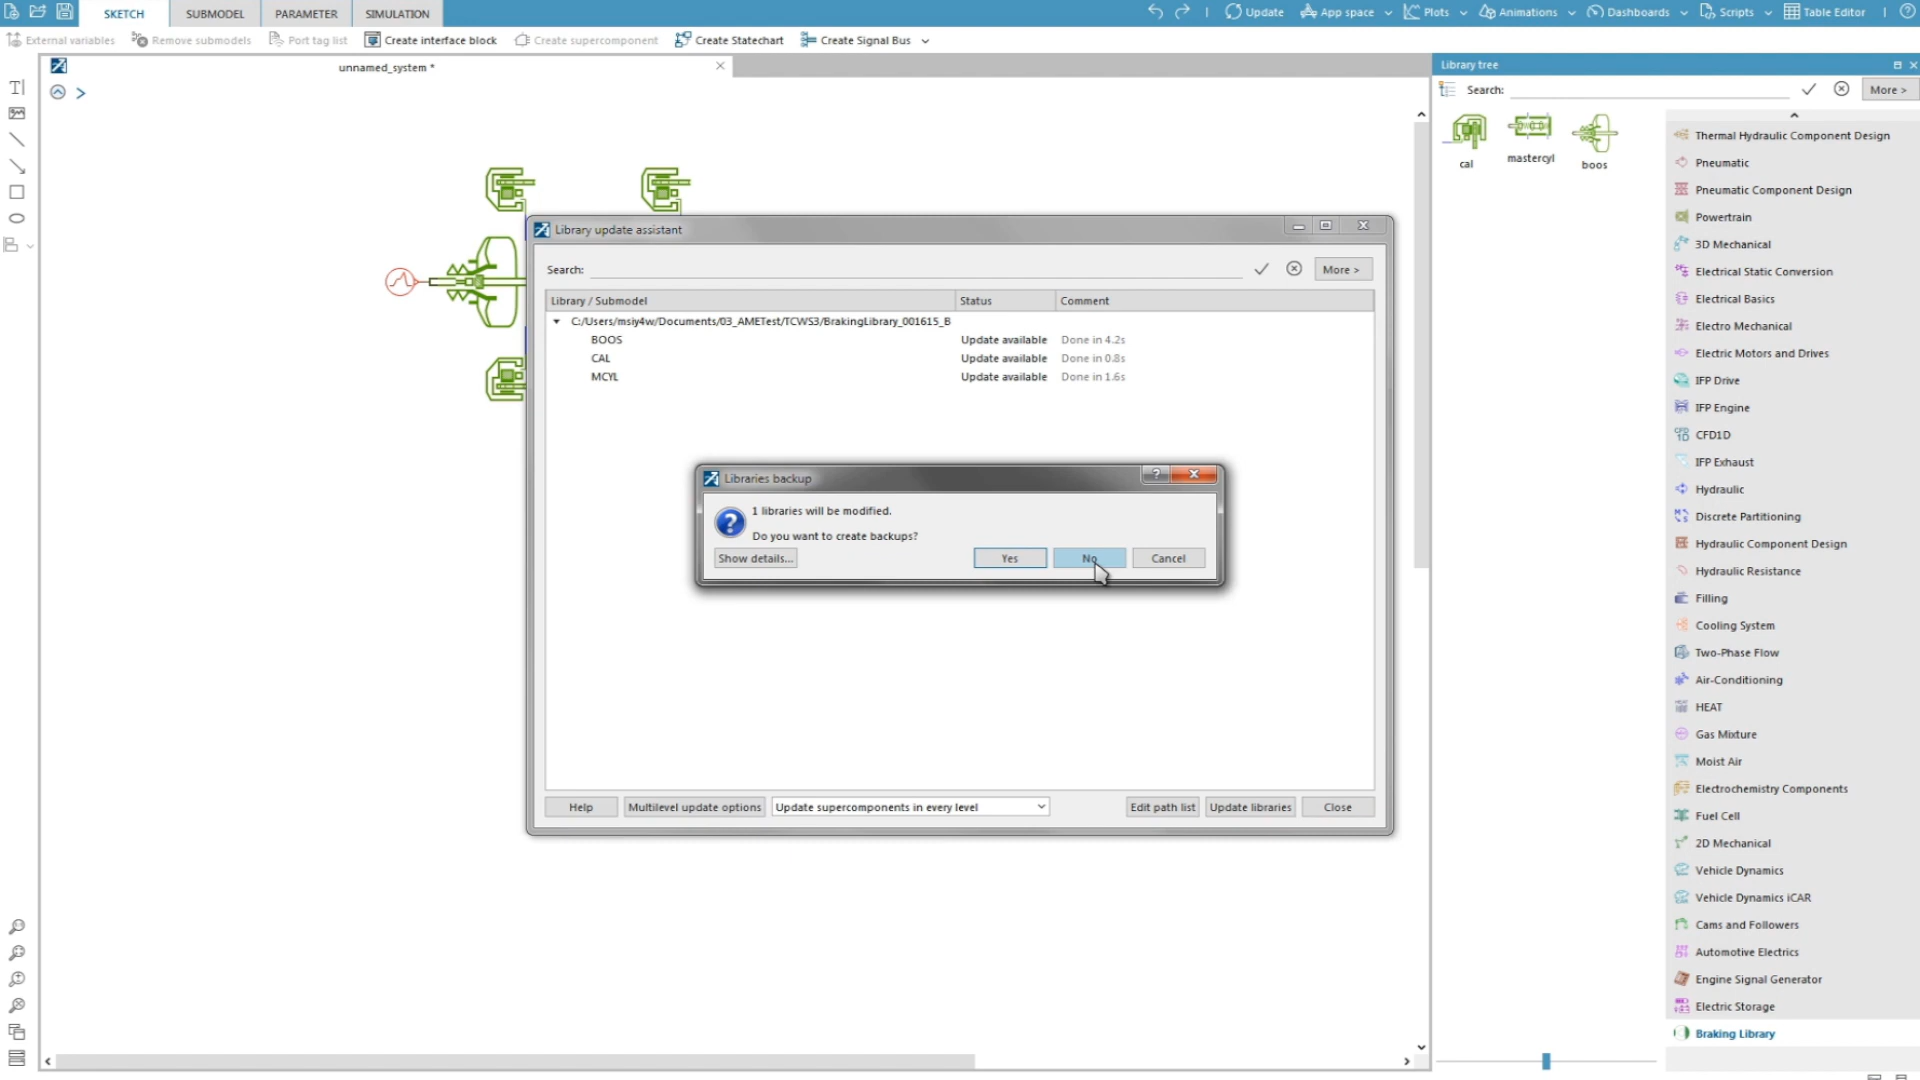 SKETCH SUBMODEL PARAMETER SIMULATION
Update App space Plots Animations Dashboards Scripts Table Editor
External variables Remove submodels Port tag list Create interface block Create supercomponent Create Statechart Create Signal Bus
unnamed_system *
Library tree
Search: More >
cal
mastercyl
boos
Thermal Hydraulic Component Design
Pneumatic
Pneumatic Component Design
Powertrain
3D Mechanical
Electrical Static Conversion
Electrical Basics
Electro Mechanical
Electric Motors and Drives
IFP Drive
IFP Engine
CFD1D
IFP Exhaust
Hydraulic
Discrete Partitioning
Hydraulic Component Design
Hydraulic Resistance
Filling
Cooling System
Two-Phase Flow
Air-Conditioning
HEAT
Gas Mixture
Moist Air
Electrochemistry Components
Fuel Cell
2D Mechanical
Vehicle Dynamics
Vehicle Dynamics iCAR
Cams and Followers
Automotive Electrics
Engine Signal Generator
Electric Storage
Braking Library
Library update assistant
Search: More >
Library / Submodel Status Comment
C:/Users/msiy4w/Documents/03_AMETest/TCWS3/BrakingLibrary_001615_B
BOOS Update available Done in 4.2s
CAL Update available Done in 0.8s
MCYL Update available Done in 1.6s
Libraries backup
1 libraries will be modified.
Do you want to create backups?
Show details... Yes No Cancel
Help Multilevel update options Update supercomponents in every level Edit path list Update libraries Close